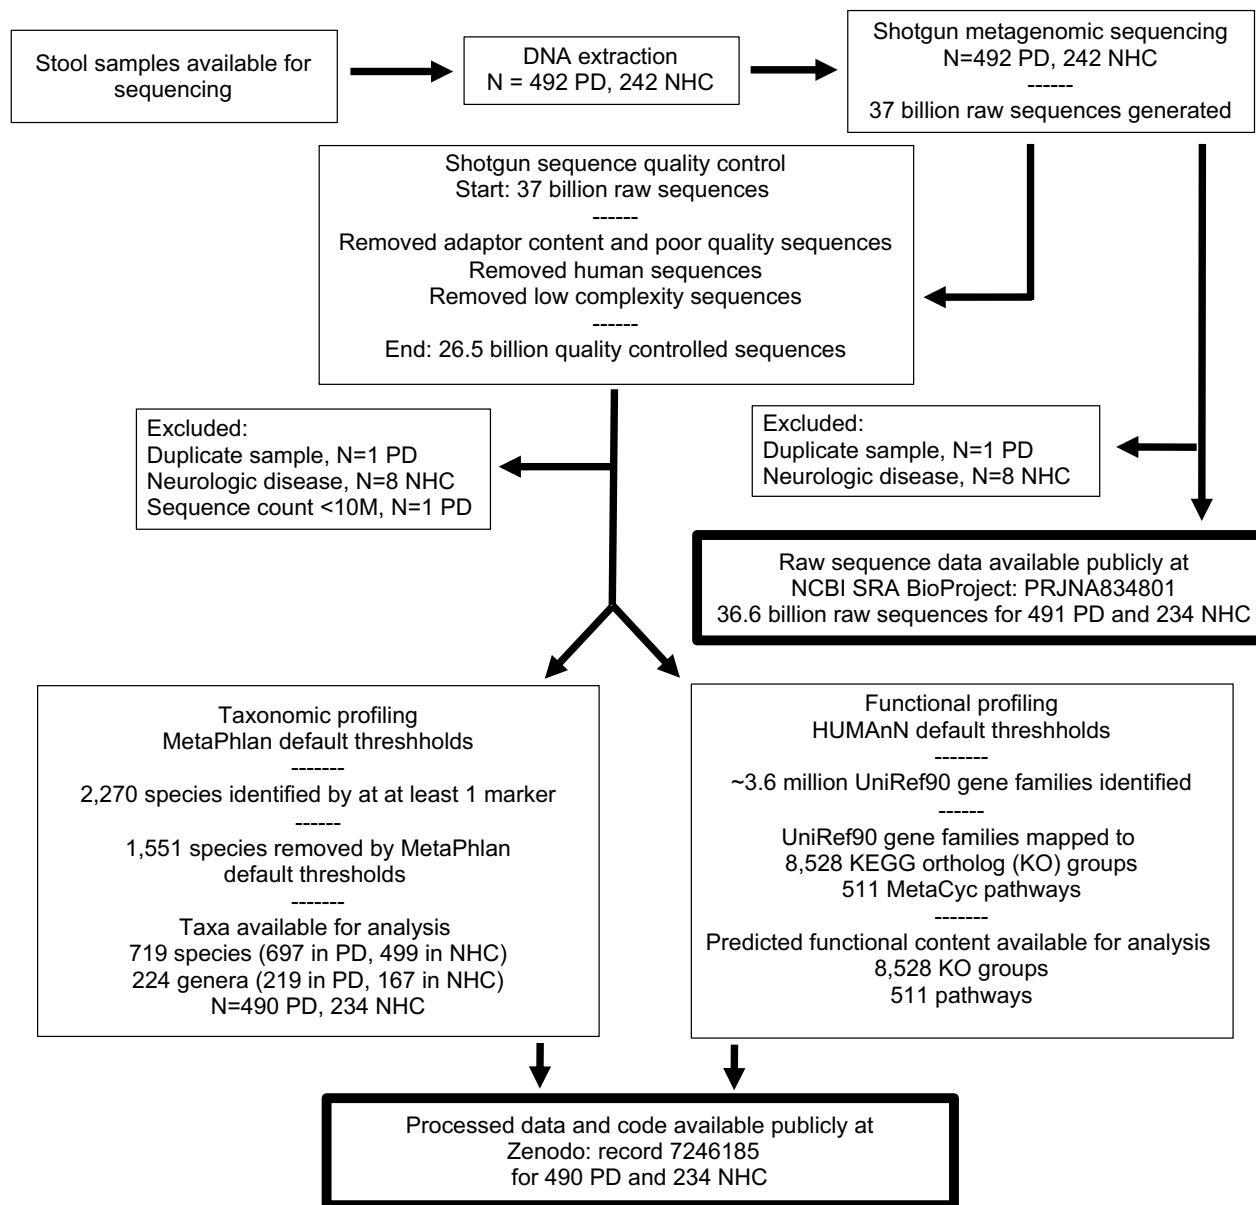 Stool samples available for
sequencing
DNA extraction
N = 492 PD, 242 NHC
Shotgun metagenomic sequencing
N=492 PD, 242 NHC
------
37 billion raw sequences generated
Shotgun sequence quality control
Start: 37 billion raw sequences
------
Removed adaptor content and poor quality sequences
Removed human sequences
Removed low complexity sequences
------
End: 26.5 billion quality controlled sequences
Excluded:
Duplicate sample, N=1 PD
Neurologic disease, N=8 NHC
Sequence count <10M, N=1 PD
Excluded:
Duplicate sample, N=1 PD
Neurologic disease, N=8 NHC
Raw sequence data available publicly at
NCBI SRA BioProject: PRJNA834801
36.6 billion raw sequences for 491 PD and 234 NHC
Taxonomic profiling
MetaPhlan default threshholds
-------
2,270 species identified by at at least 1 marker
------
1,551 species removed by MetaPhlan
default thresholds
-------
Taxa available for analysis
719 species (697 in PD, 499 in NHC)
224 genera (219 in PD, 167 in NHC)
N=490 PD, 234 NHC
Functional profiling
HUMAnN default threshholds
-------
~3.6 million UniRef90 gene families identified
------
UniRef90 gene families mapped to
8,528 KEGG ortholog (KO) groups
511 MetaCyc pathways
-------
Predicted functional content available for analysis
8,528 KO groups
511 pathways
Processed data and code available publicly at
Zenodo: record 7246185
for 490 PD and 234 NHC